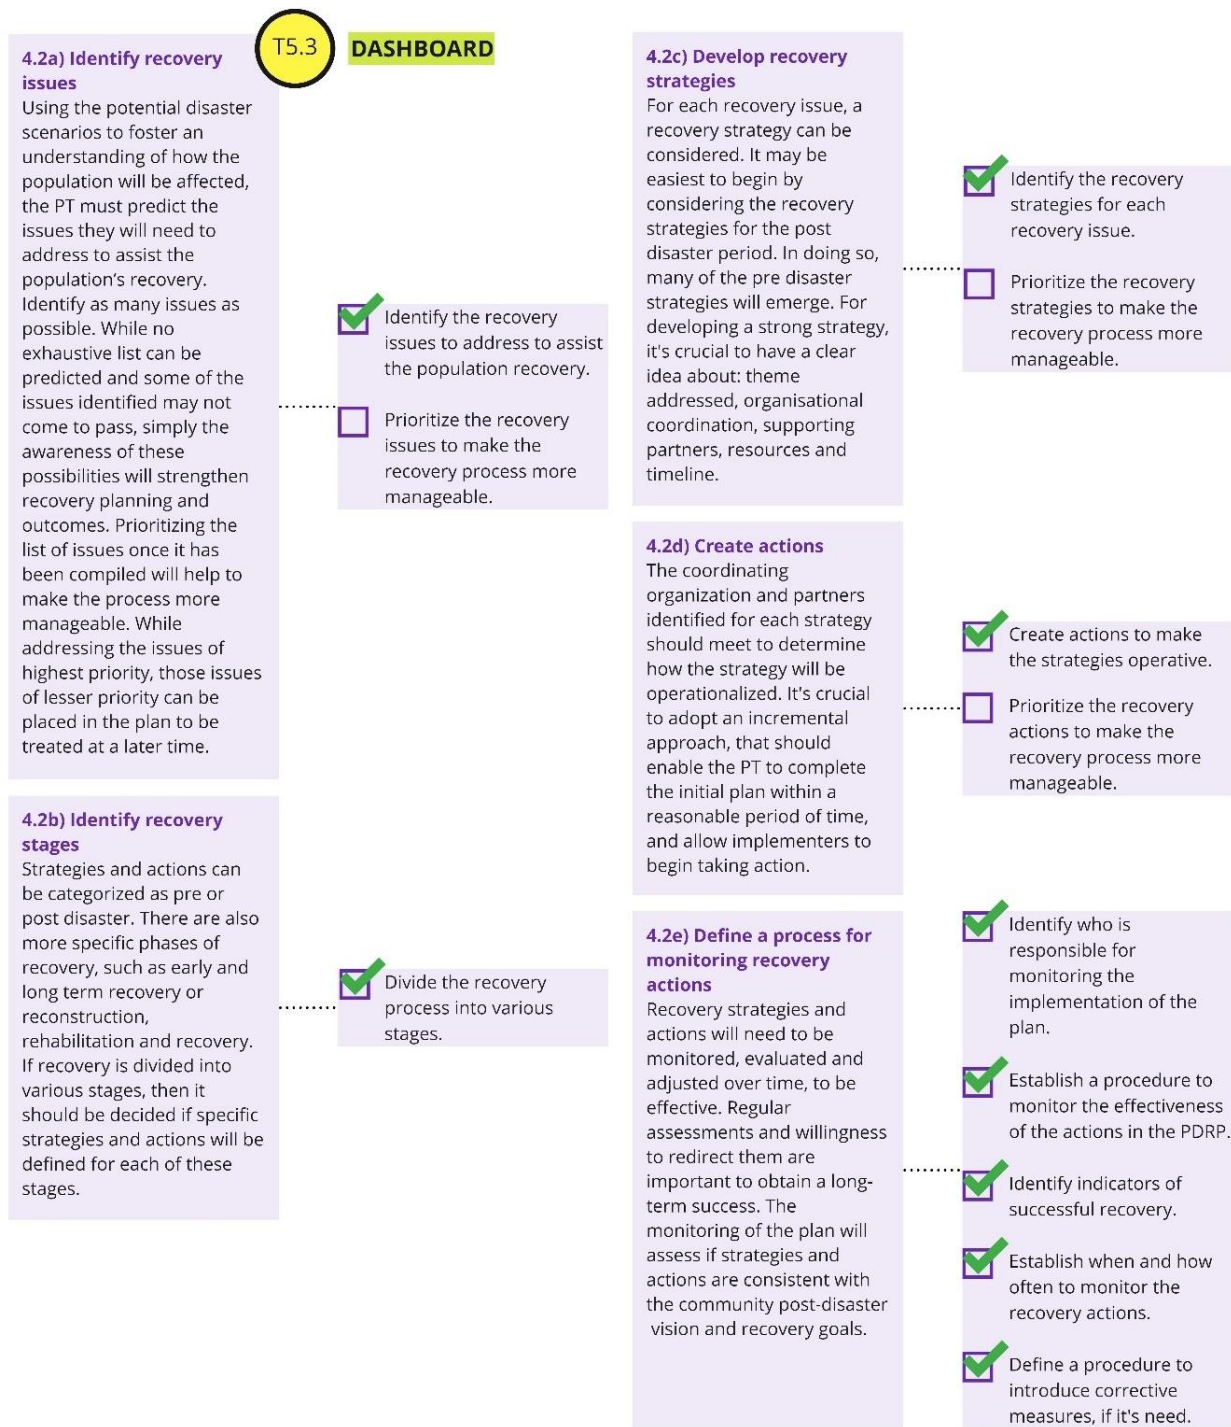 T5.3
DASHBOARD
4.2a) Identify recovery
issues
Using the potential disaster
scenarios to foster an
understanding of how the
population will be affected,
the PT must predict the
issues they will need to
address to assist the
population's recovery.
Identify as many issues as
possible. While no
exhaustive list can be
predicted and some of the
issues identified may not
come to pass, simply the
awareness of these
possibilities will strengthen
recovery planning and
outcomes. Prioritizing the
list of issues once it has
been compiled will help to
make the process more
manageable. While
addressing the issues of
highest priority, those issues
of lesser priority can be
placed in the plan to be
treated at a later time.
Identify the recovery
issues to address to assist
the population recovery.
Prioritize the recovery
issues to make the
recovery process more
manageable.
4.2b) Identify recovery
stages
Strategies and actions can
be categorized as pre or
post disaster. There are also
more specific phases of
recovery, such as early and
long term recovery or
reconstruction,
rehabilitation and recovery.
If recovery is divided into
various stages, then it
should be decided if specific
strategies and actions will be
defined for each of these
stages.
Divide the recovery
process into various
stages.
4.2c) Develop recovery
strategies
For each recovery issue, a
recovery strategy can be
considered. It may be
easiest to begin by
considering the recovery
strategies for the post
disaster period. In doing so,
many of the pre disaster
strategies will emerge. For
developing a strong strategy,
it's crucial to have a clear
idea about: theme
addressed, organisational
coordination, supporting
partners, resources and
timeline.
Identify the recovery
strategies for each
recovery issue.
Prioritize the recovery
strategies to make the
recovery process more
manageable.
4.2d) Create actions
The coordinating
organization and partners
identified for each strategy
should meet to determine
how the strategy will be
operationalized. It's crucial
to adopt an incremental
approach, that should
enable the PT to complete
the initial plan within a
reasonable period of time,
and allow implementers to
begin taking action.
Create actions to make
the strategies operative.
Prioritize the recovery
actions to make the
recovery process more
manageable.
4.2e) Define a process for
monitoring recovery
actions
Recovery strategies and
actions will need to be
monitored, evaluated and
adjusted over time, to be
effective. Regular
assessments and willingness
to redirect them are
important to obtain a long-
term success. The
monitoring of the plan will
assess if strategies and
actions are consistent with
the community post-disaster
vision and recovery goals.
Identify who is
responsible for
monitoring the
implementation of the
plan.
Establish a procedure to
monitor the effectiveness
of the actions in the PDRP.
Identify indicators of
successful recovery.
Establish when and how
often to monitor the
recovery actions.
Define a procedure to
introduce corrective
measures, if it's need.